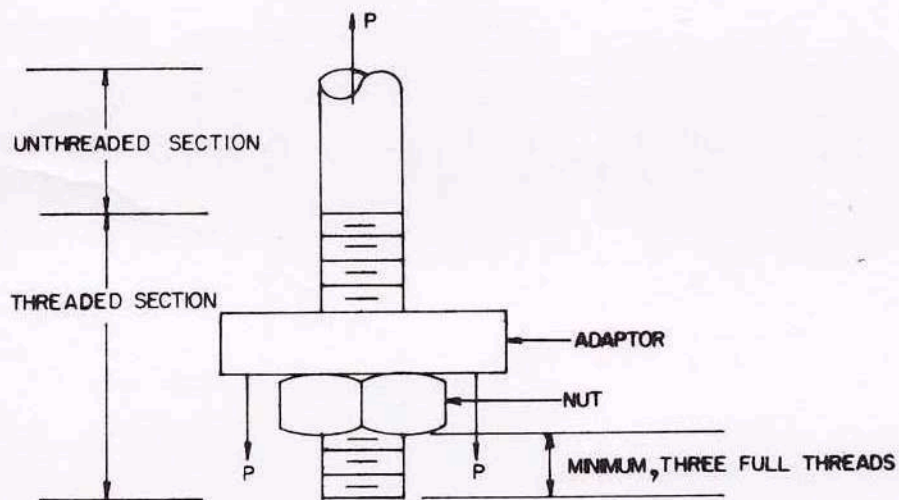 P
UNTHREADED SECTION
THREADED SECTION
ADAPTOR
NUT
P
P
MINIMUM, THREE FULL THREADS